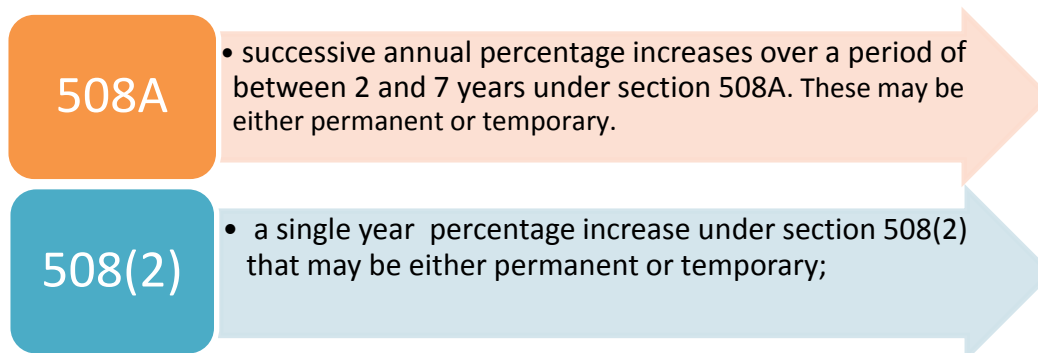 508A
• successive annual percentage increases over a period of
between 2 and 7 years under section 508A. These may be
either permanent or temporary.
508(2)
• a single year percentage increase under section 508(2)
that may be either permanent or temporary;